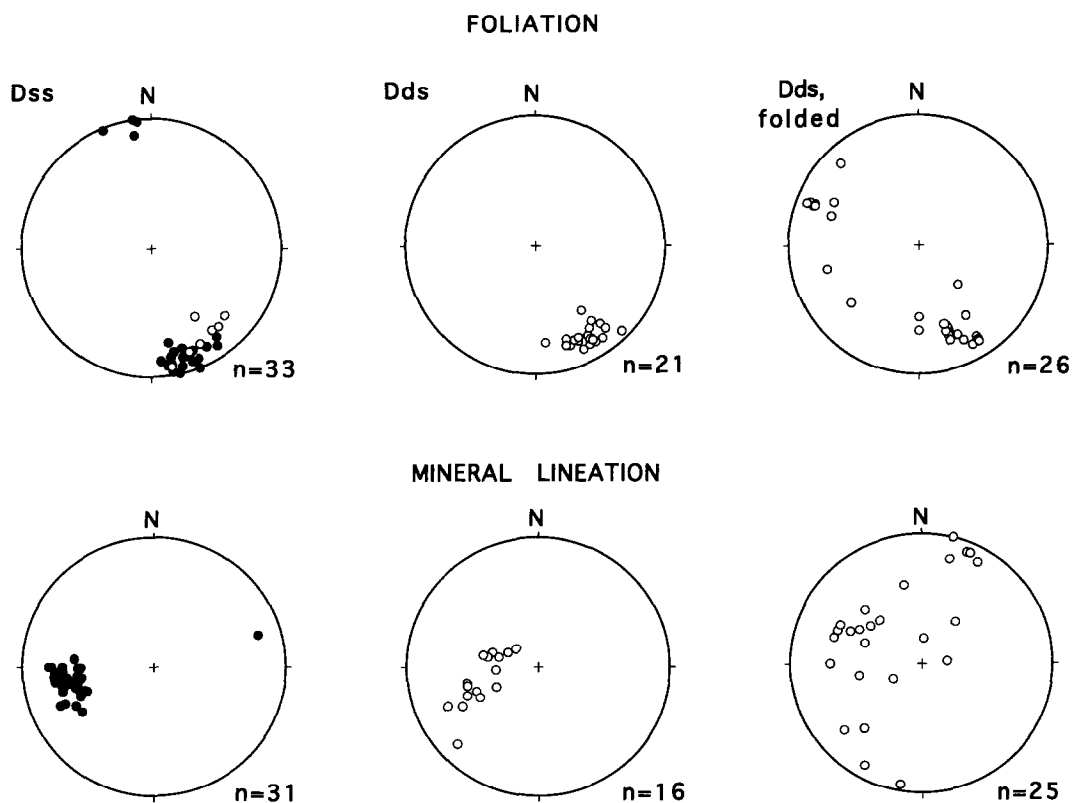 FOLIATION
Dss
N
n=33
Dds
N
n=21
Dds,
folded
N
n=26
MINERAL LINEATION
N
n=31
N
n=16
N
n=25